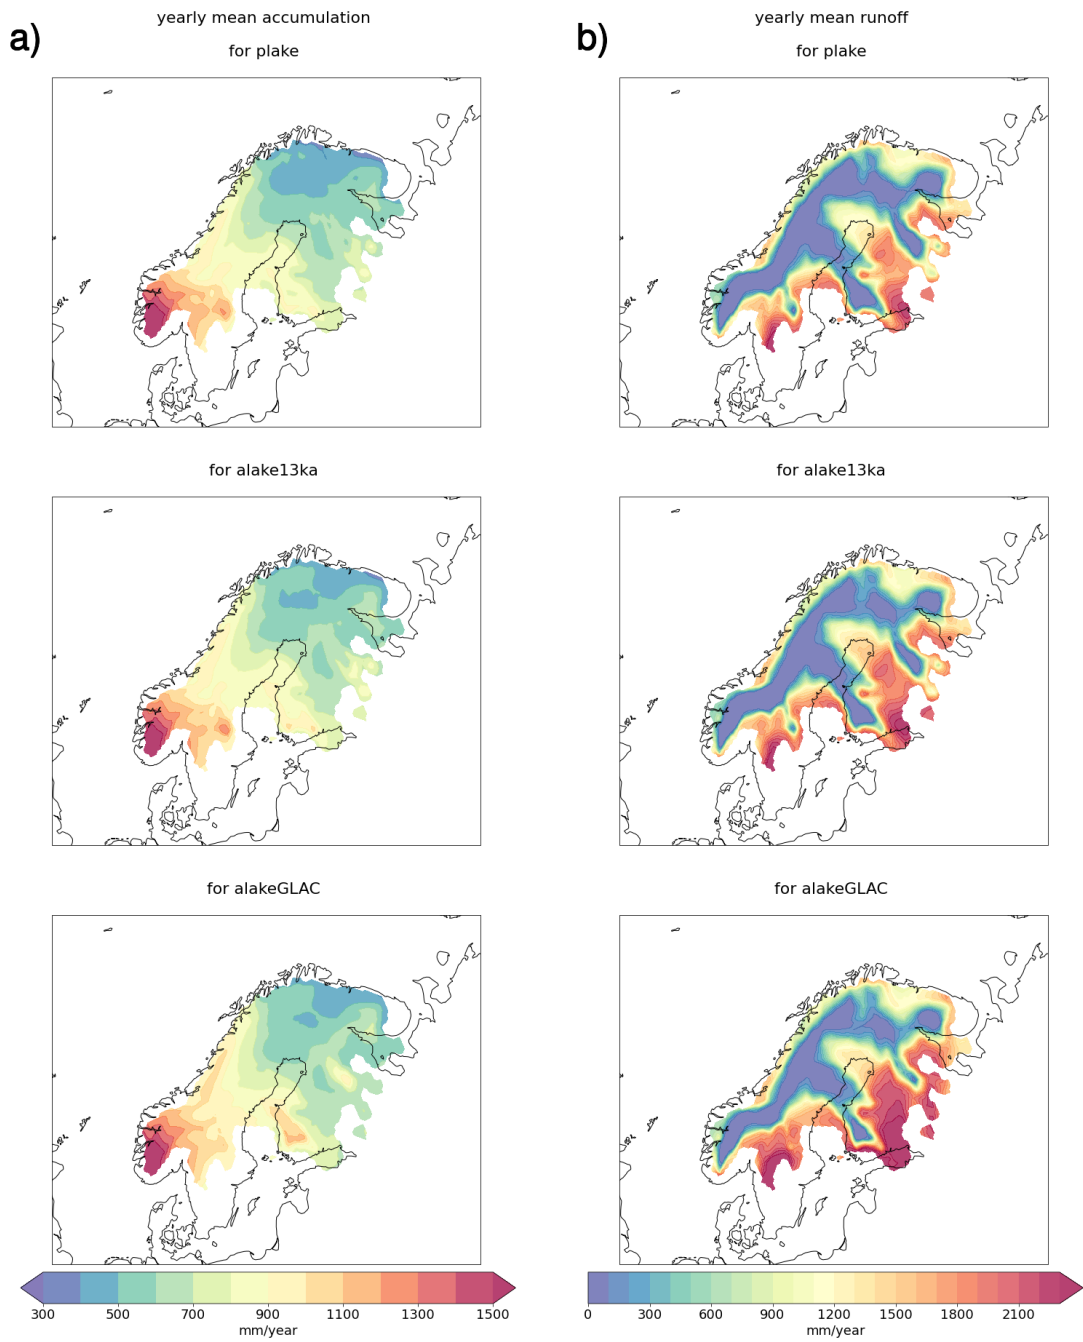 a)
yearly mean accumulation
for plake
b)
yearly mean runoff
for plake
for alake13ka
for alake13ka
for alakeGLAC
for alakeGLAC
300 500 700 900 1100 1300 1500
mm/year
0 300 600 900 1200 1500 1800 2100
mm/year